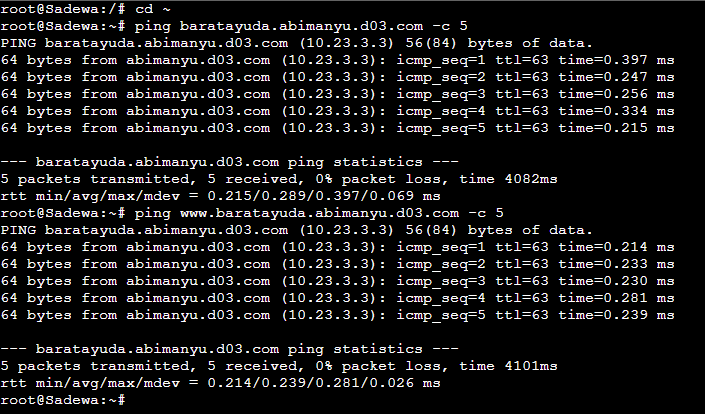 root@Sadewa:/# cd ~
root@Sadewa:~# ping baratayuda.abimanyu.d03.com -c 5
PING baratayuda.abimanyu.d03.com (10.23.3.3) 56(84) bytes of data.
64 bytes from abimanyu.d03.com (10.23.3.3): icmp_seq=1 ttl=63 time=0.397 ms
64 bytes from abimanyu.d03.com (10.23.3.3): icmp_seq=2 ttl=63 time=0.247 ms
64 bytes from abimanyu.d03.com (10.23.3.3): icmp_seq=3 ttl=63 time=0.256 ms
64 bytes from abimanyu.d03.com (10.23.3.3): icmp_seq=4 ttl=63 time=0.334 ms
64 bytes from abimanyu.d03.com (10.23.3.3): icmp_seq=5 ttl=63 time=0.215 ms

--- baratayuda.abimanyu.d03.com ping statistics ---
5 packets transmitted, 5 received, 0% packet loss, time 4082ms
rtt min/avg/max/mdev = 0.215/0.289/0.397/0.069 ms
root@Sadewa:~# ping www.baratayuda.abimanyu.d03.com -c 5
PING baratayuda.abimanyu.d03.com (10.23.3.3) 56(84) bytes of data.
64 bytes from abimanyu.d03.com (10.23.3.3): icmp_seq=1 ttl=63 time=0.214 ms
64 bytes from abimanyu.d03.com (10.23.3.3): icmp_seq=2 ttl=63 time=0.233 ms
64 bytes from abimanyu.d03.com (10.23.3.3): icmp_seq=3 ttl=63 time=0.230 ms
64 bytes from abimanyu.d03.com (10.23.3.3): icmp_seq=4 ttl=63 time=0.281 ms
64 bytes from abimanyu.d03.com (10.23.3.3): icmp_seq=5 ttl=63 time=0.239 ms

--- baratayuda.abimanyu.d03.com ping statistics ---
5 packets transmitted, 5 received, 0% packet loss, time 4101ms
rtt min/avg/max/mdev = 0.214/0.239/0.281/0.026 ms
root@Sadewa:~#